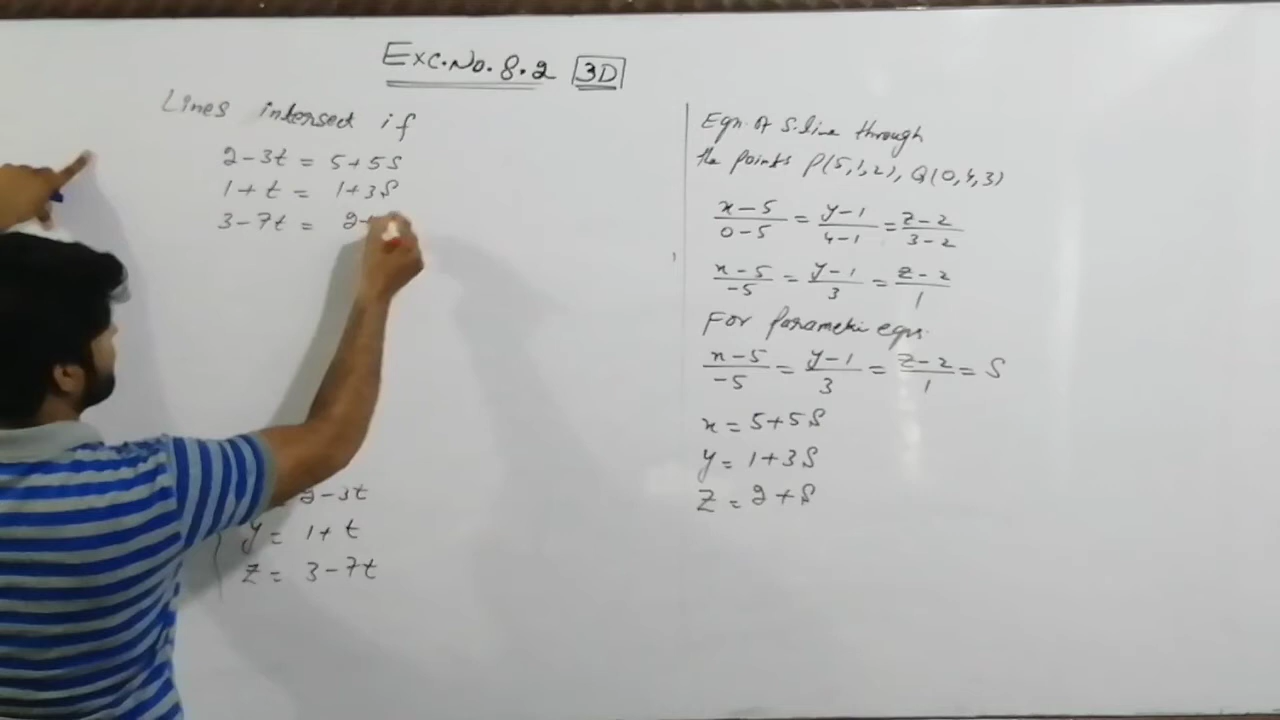 Exc.No. 8.2 3D
Lines intersect if
2-3t = 5+5S
1+t = 1+3S
3-7t = 2+
2-3t
y = 1+t
z = 3-7t
Eqn. of S.line through
the points P(5,1,2), Q(0,4,3)
x-5/0-5 = y-1/4-1 = z-2/3-2
x-5/-5 = y-1/3 = z-2/1
For parametric eqns.
x-5/-5 = y-1/3 = z-2/1 = S
x = 5+5S
y = 1+3S
z = 2+S